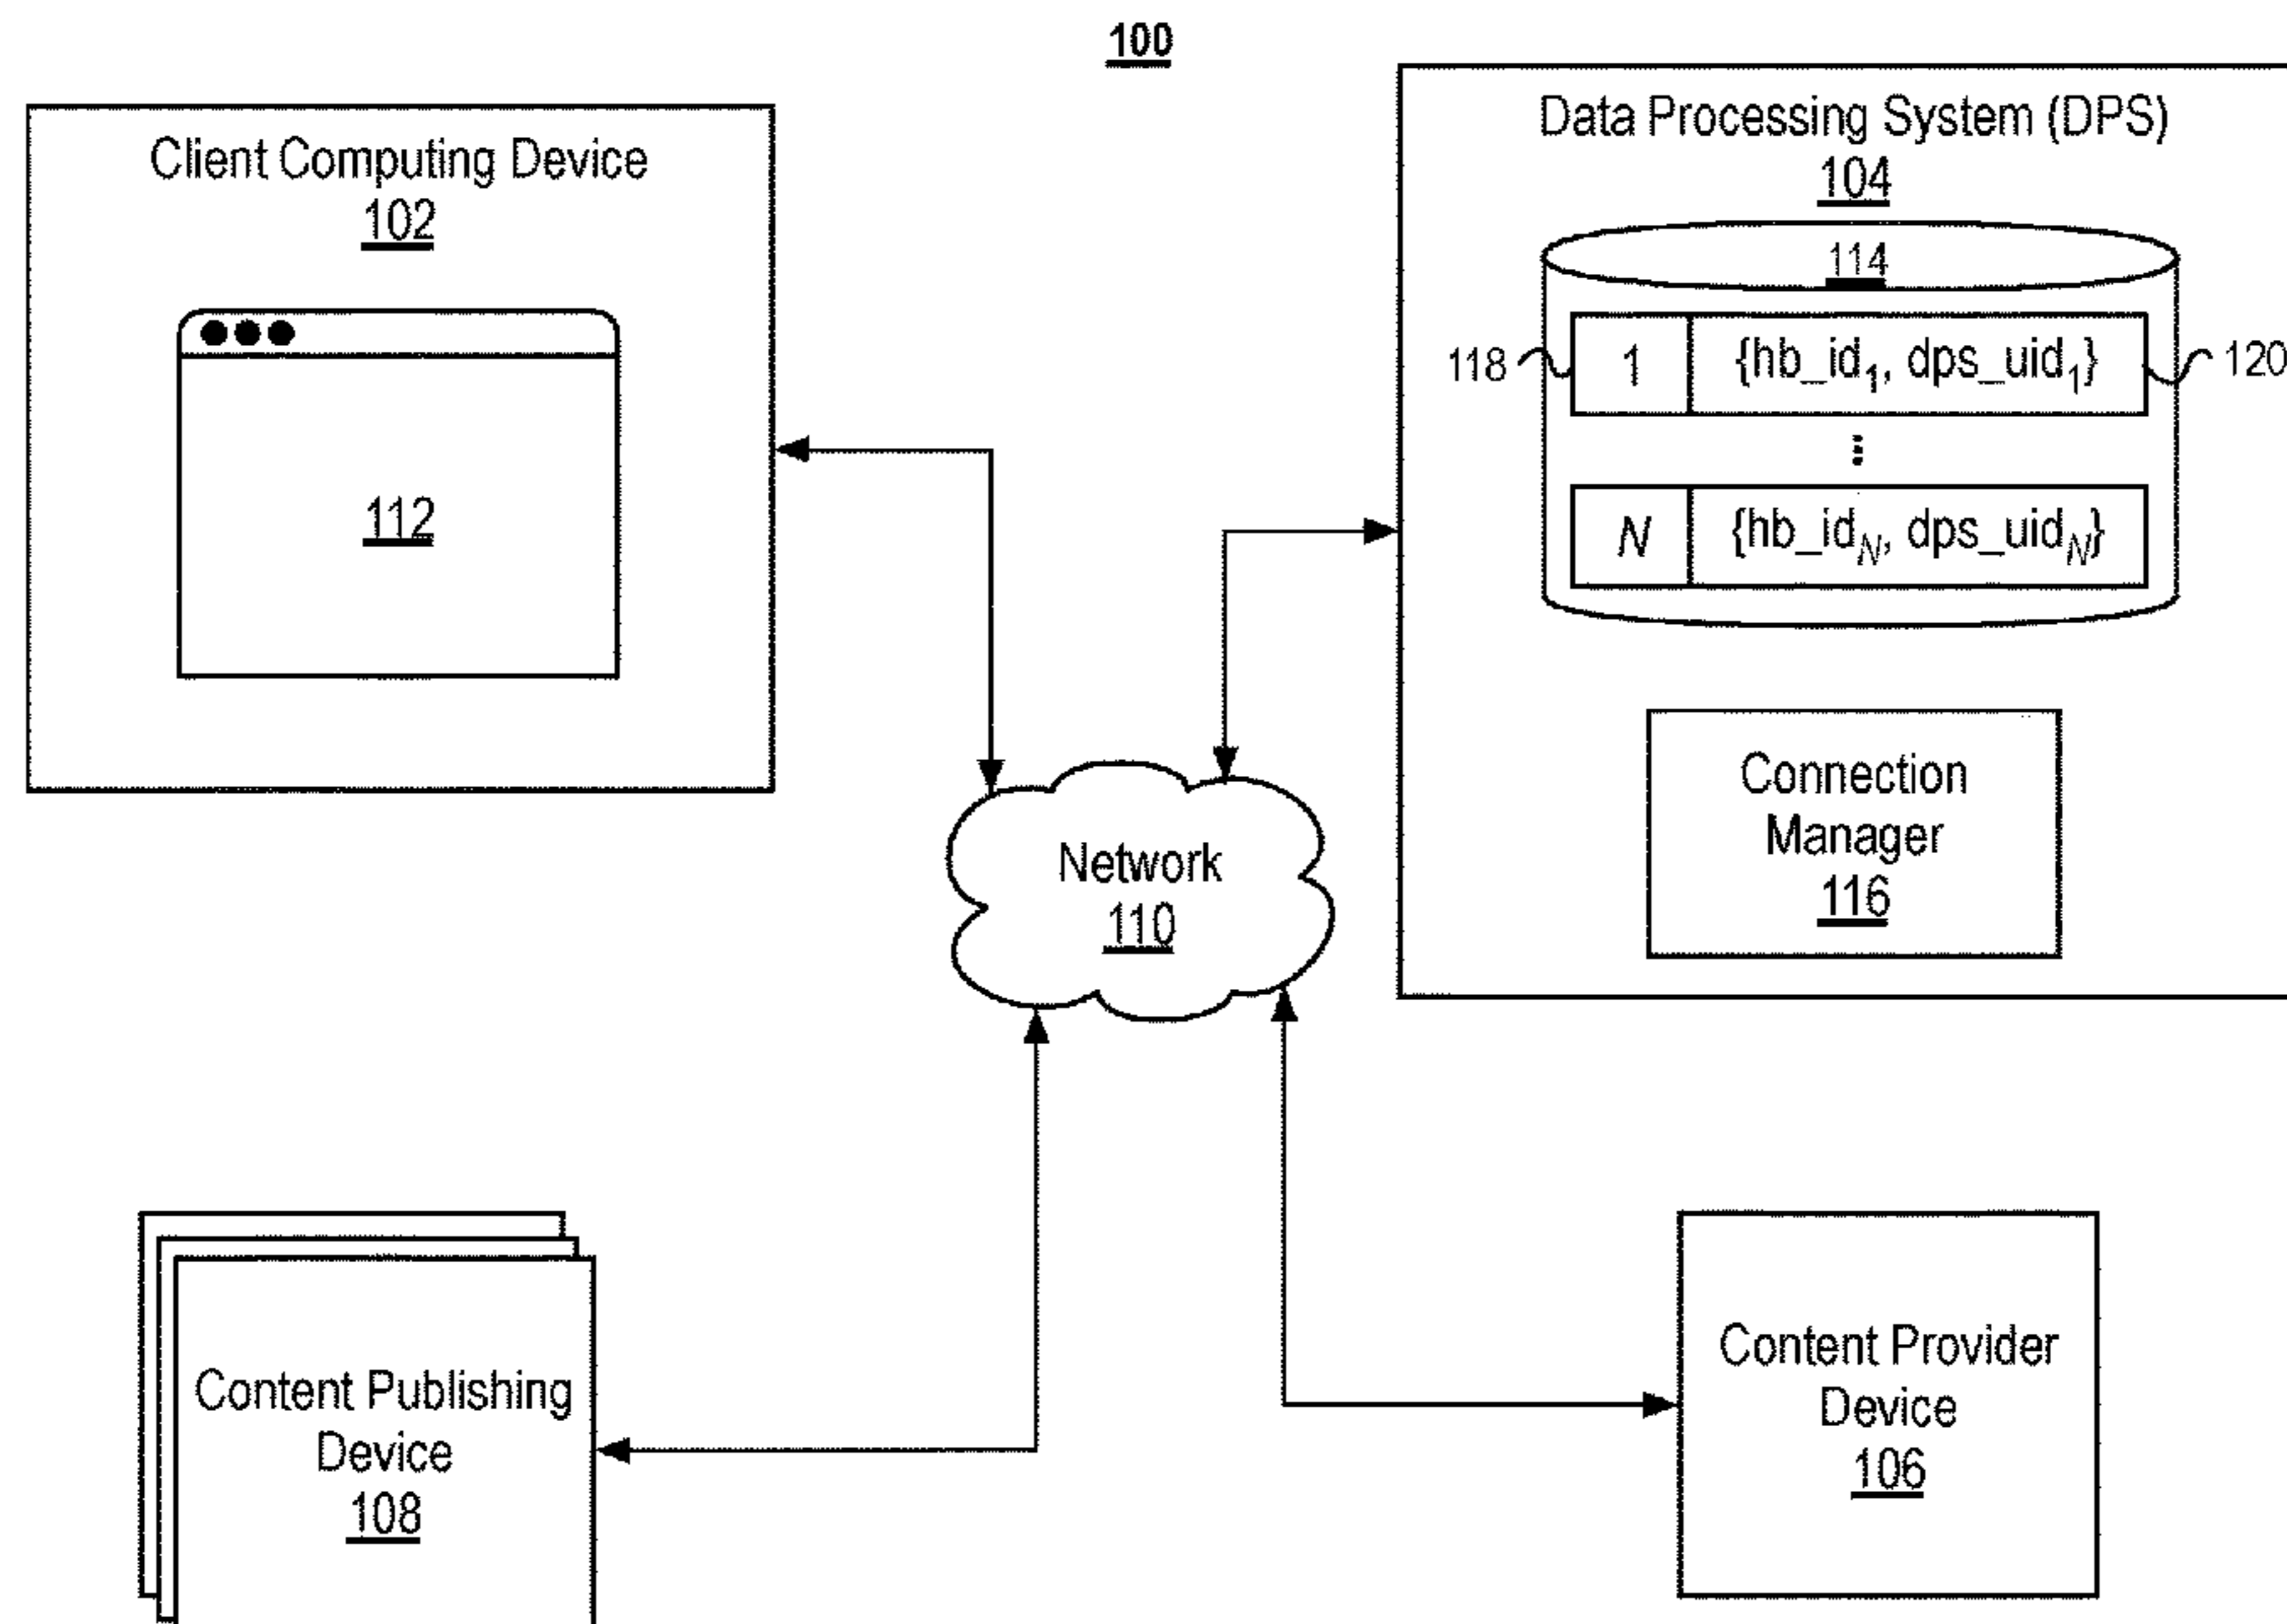 100
Client Computing Device
102
112
Data Processing System (DPS)
104
114
118
1
{hb_id1, dps_uid1}
120
⋮
N
{hb_idN, dps_uidN}
Connection
Manager
116
Network
110
Content Publishing
Device
108
Content Provider
Device
106